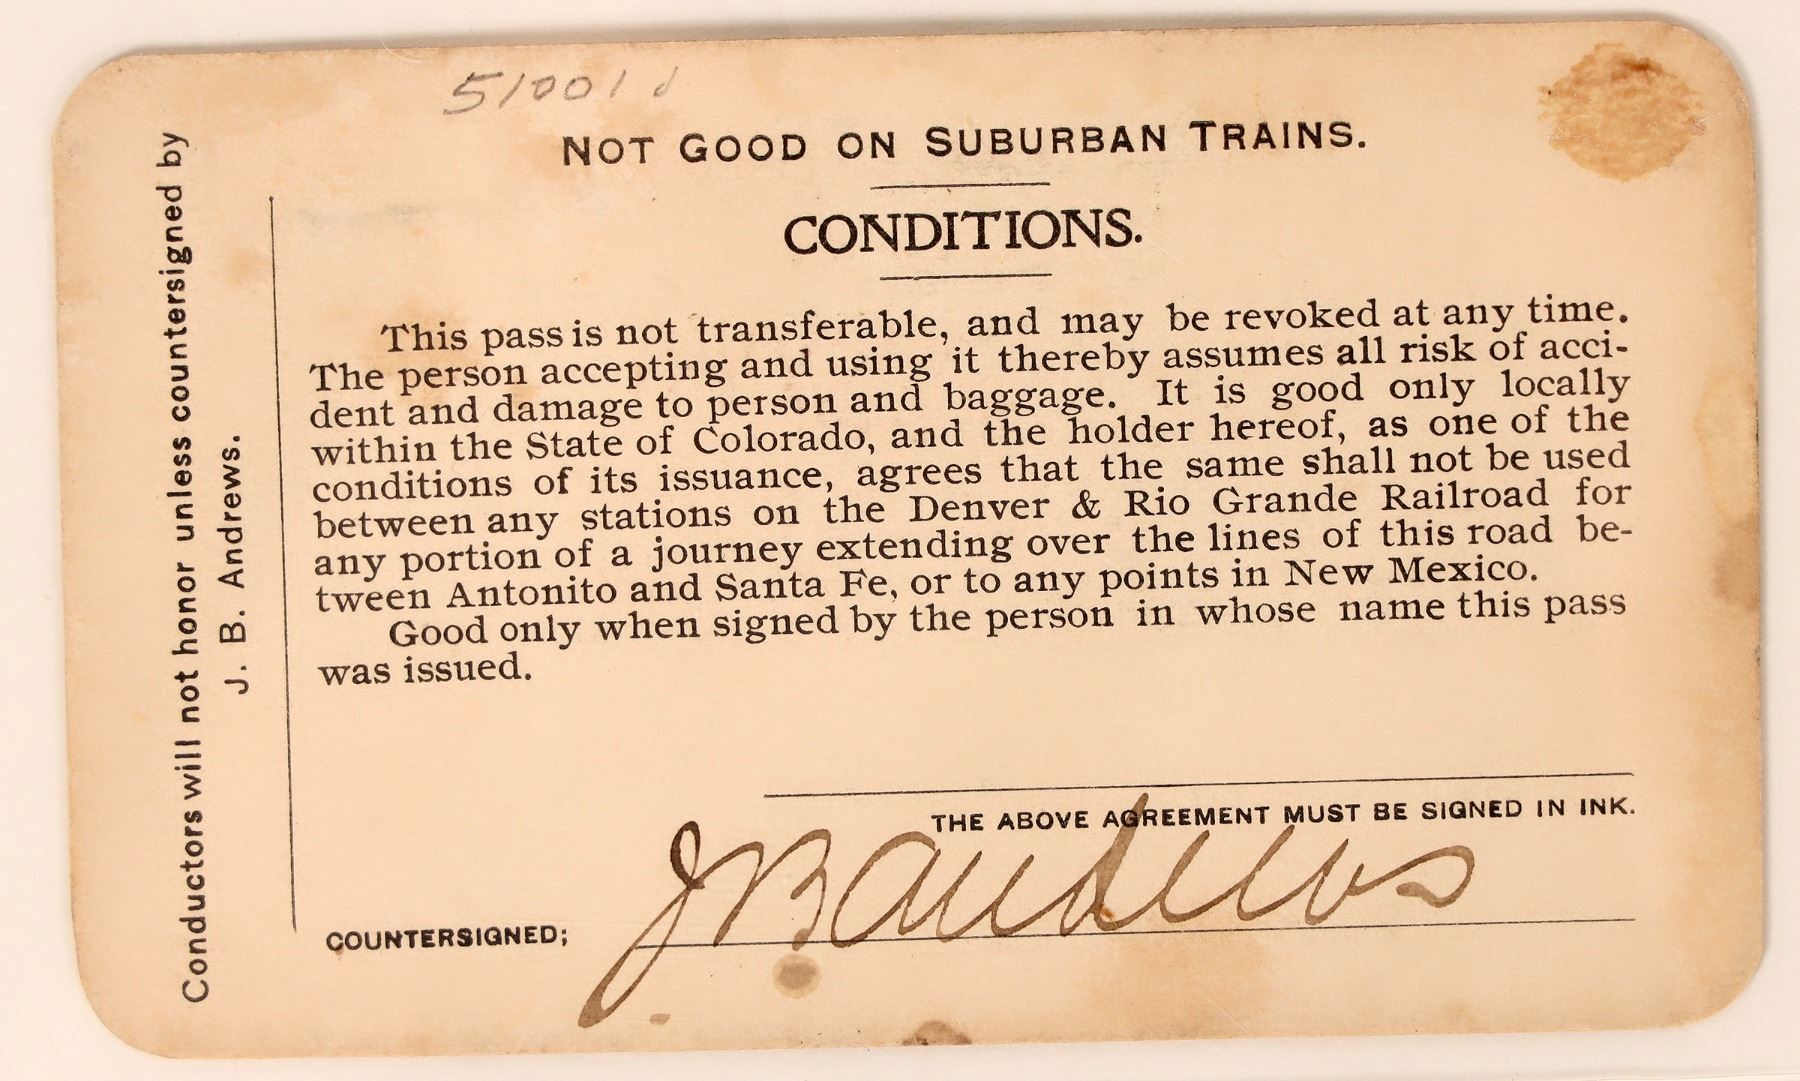 51001 d
NOT GOOD ON SUBURBAN TRAINS.
CONDITIONS.
This pass is not transferable, and may be revoked at any time.
The person accepting and using it thereby assumes all risk of acci-
dent and damage to person and baggage. It is good only locally
within the State of Colorado, and the holder hereof, as one of the
conditions of its issuance, agrees that the same shall not be used
between any stations on the Denver & Rio Grande Railroad for
any portion of a journey extending over the lines of this road be-
tween Antonito and Santa Fe, or to any points in New Mexico.
Good only when signed by the person in whose name this pass
was issued.
THE ABOVE AGREEMENT MUST BE SIGNED IN INK.
COUNTERSIGNED; J B Andrews
Conductors will not honor unless countersigned by
J. B. Andrews.